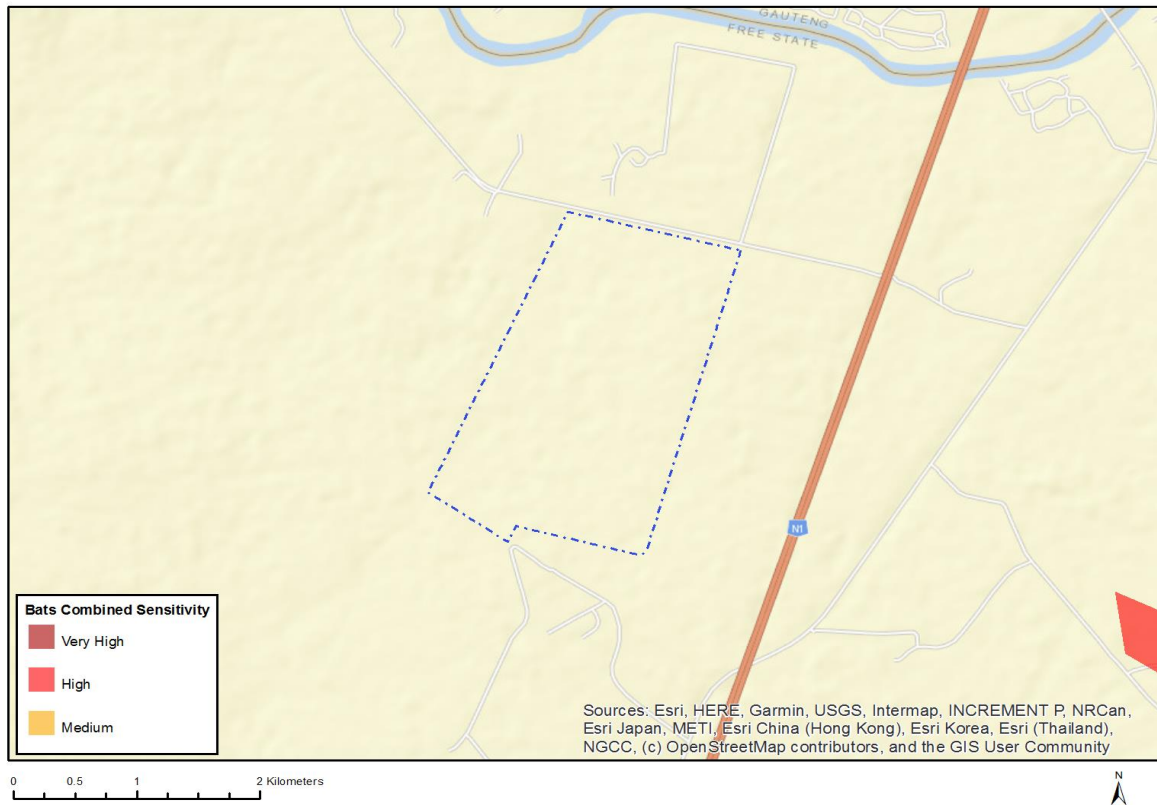 GAUTENG
FREE STATE
N1
Bats Combined Sensitivity
Very High
High
Medium
Sources: Esri, HERE, Garmin, USGS, Intermap, INCREMENT P, NRCan,
Esri Japan, METI, Esri China (Hong Kong), Esri Korea, Esri (Thailand),
NGCC, (c) OpenStreetMap contributors, and the GIS User Community
0 0.5 1 2 Kilometers
N